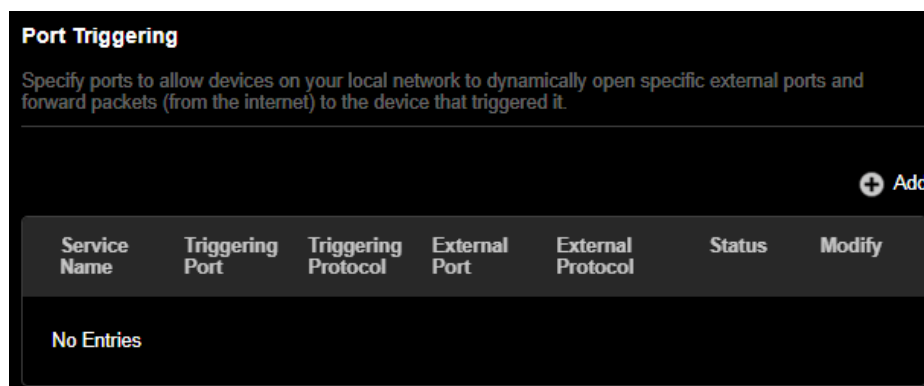 Port Triggering
Specify ports to allow devices on your local network to dynamically open specific external ports and
forward packets (from the internet) to the device that triggered it.
Add
Service Name Triggering Port Triggering Protocol External Port External Protocol Status Modify
No Entries